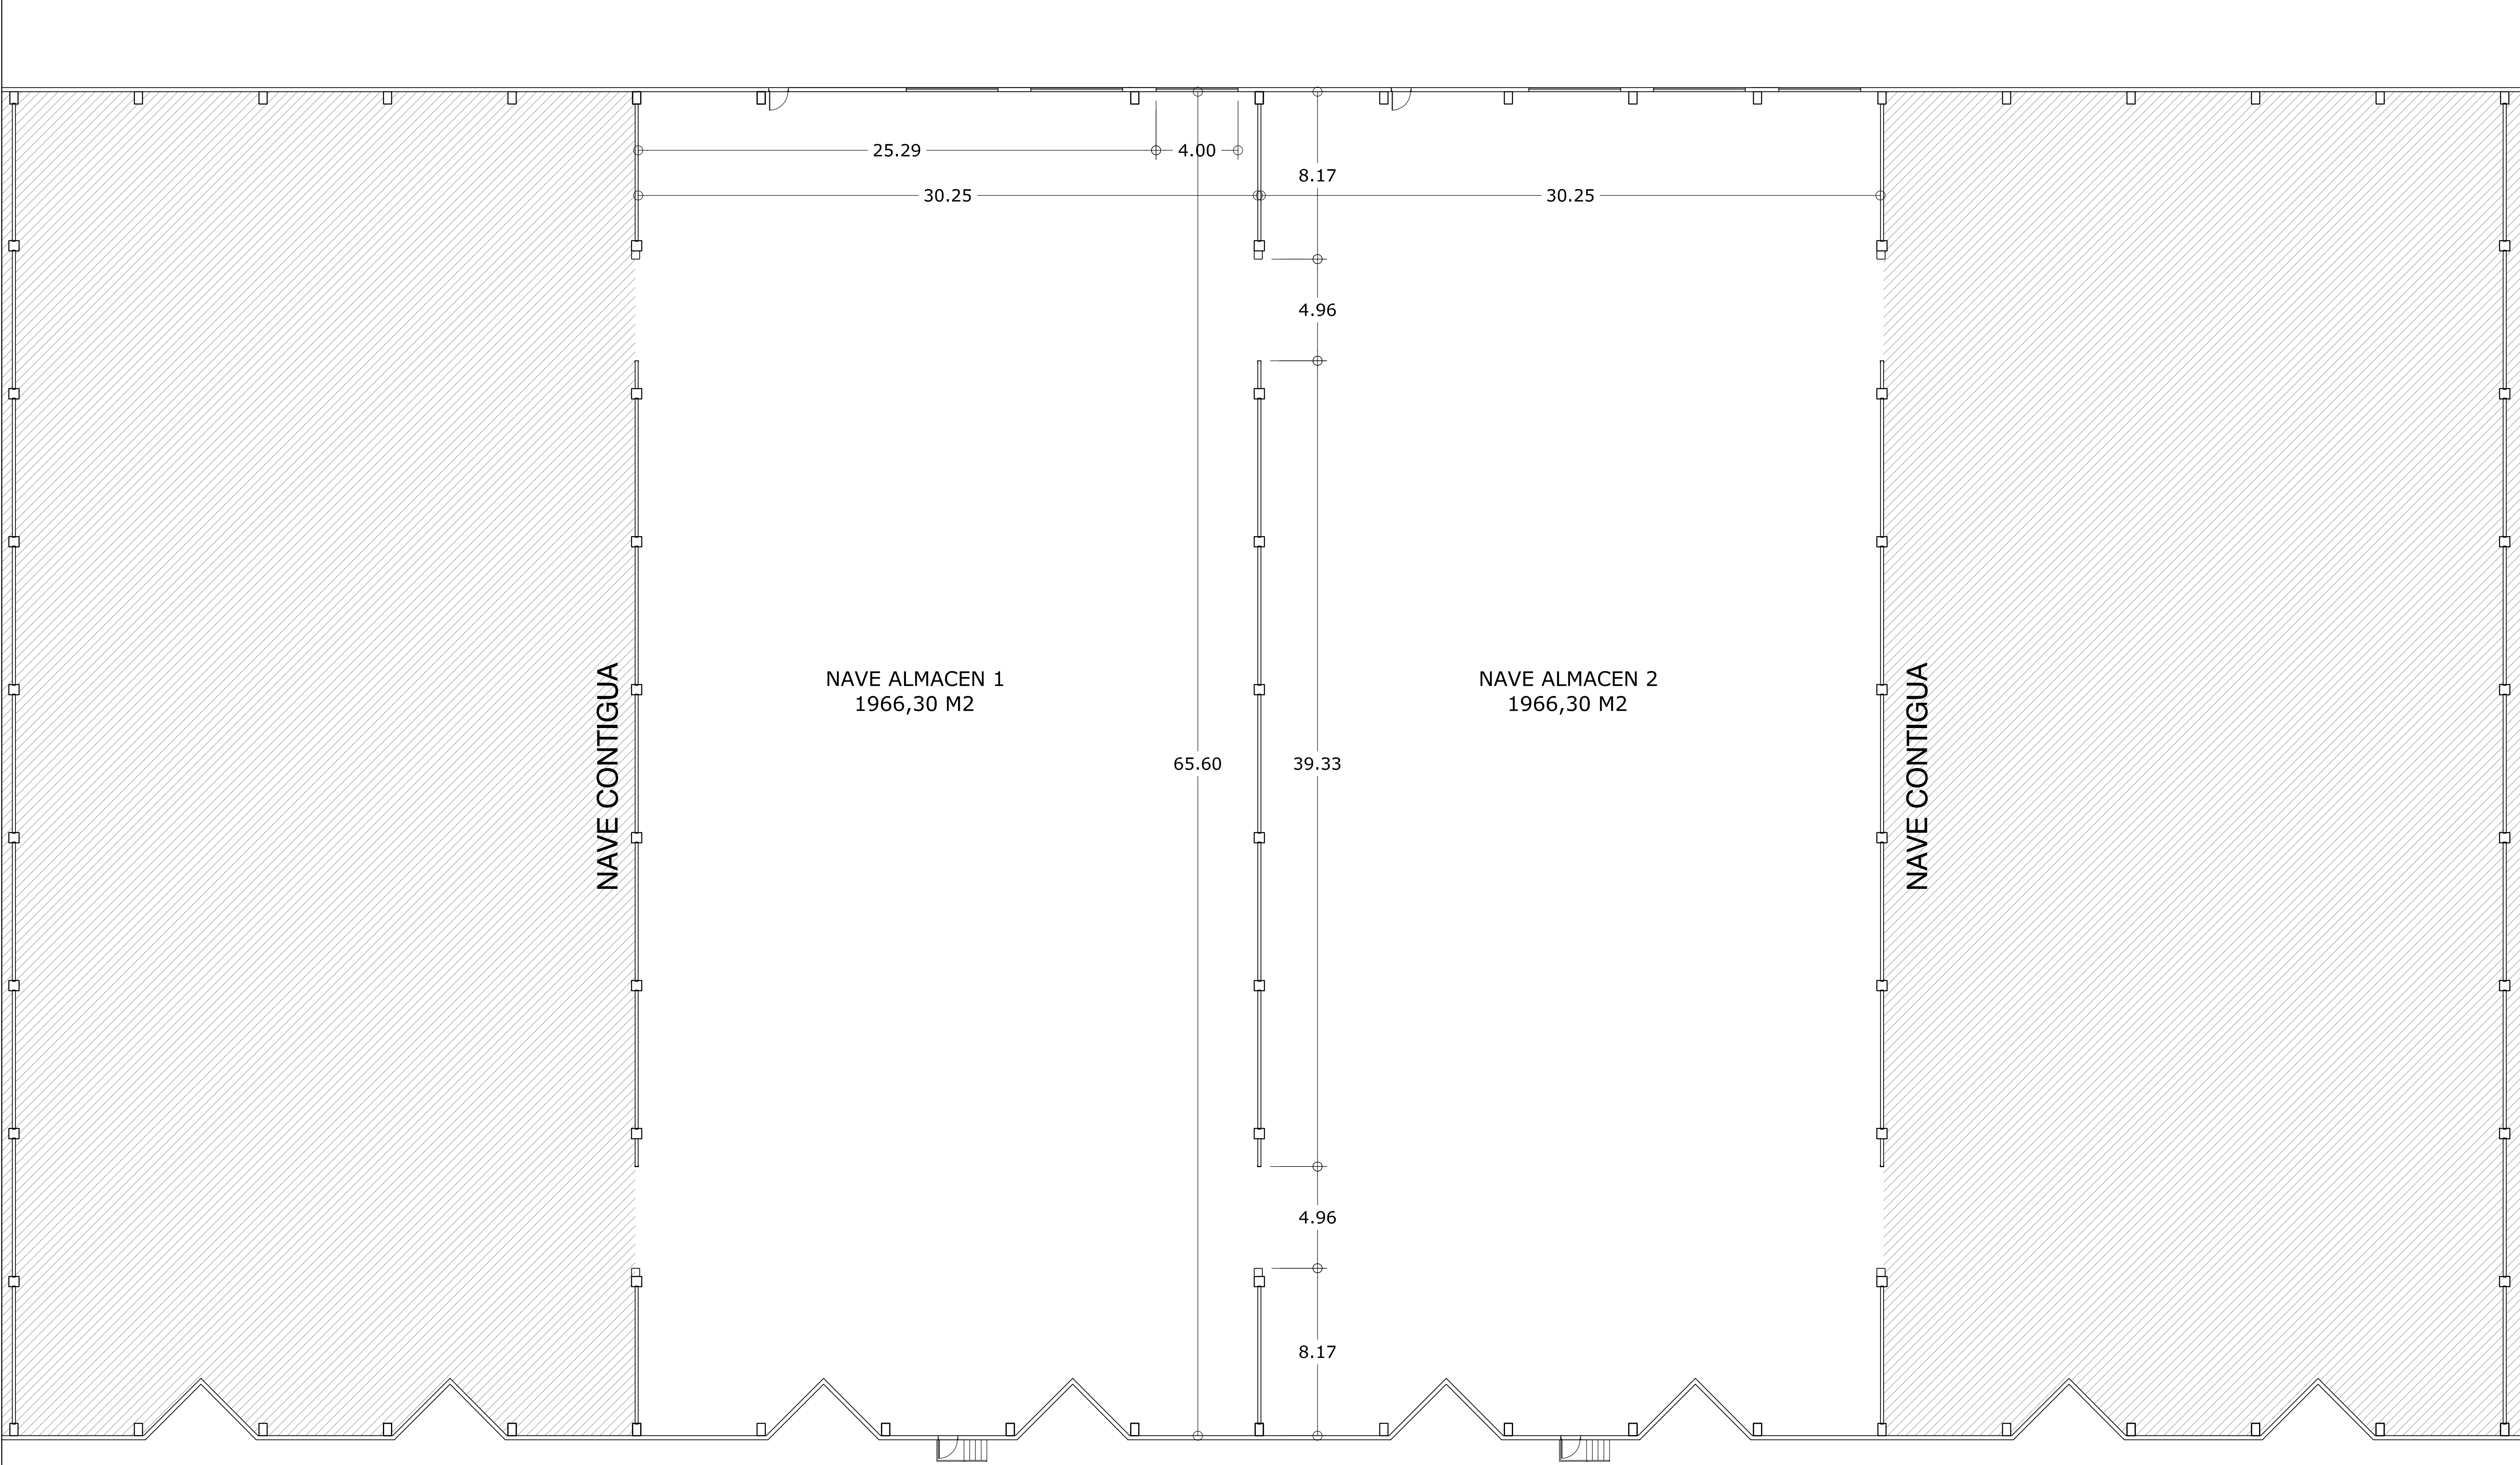 25.29
4.00
8.17
30.25
30.25
4.96
NAVE CONTIGUA
NAVE ALMACEN 1
1966,30 M2
NAVE ALMACEN 2
1966,30 M2
NAVE CONTIGUA
65.60
39.33
4.96
8.17